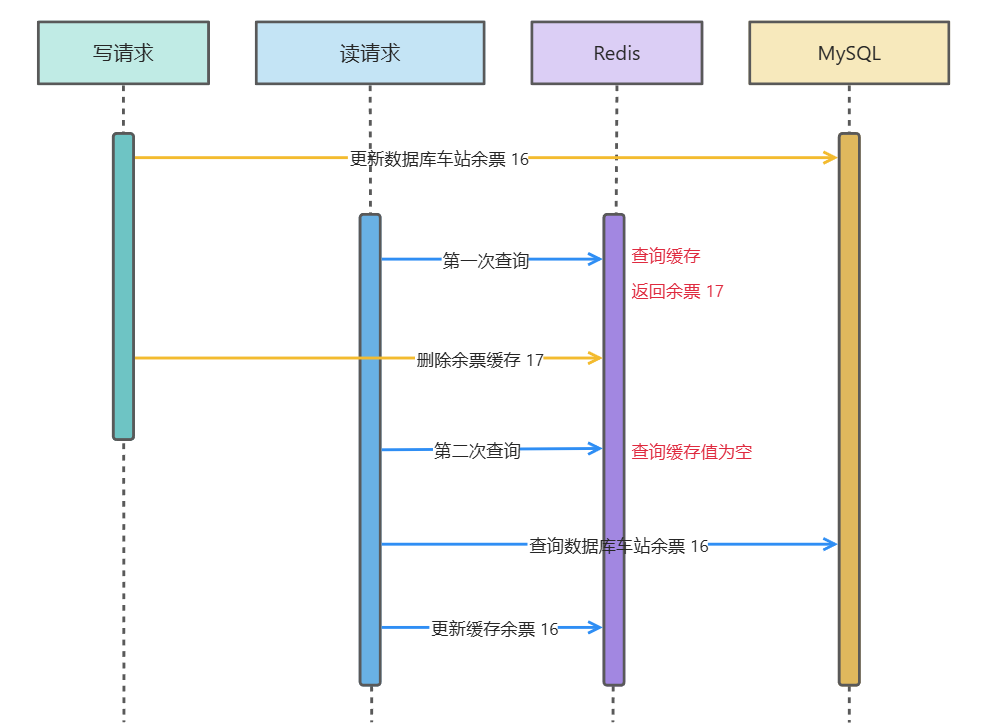 写请求
读请求
Redis
MySQL
更新数据库车站余票 16
第一次查询
查询缓存
返回余票 17
删除余票缓存 17
第二次查询
查询缓存值为空
查询数据库车站余票 16
更新缓存余票 16